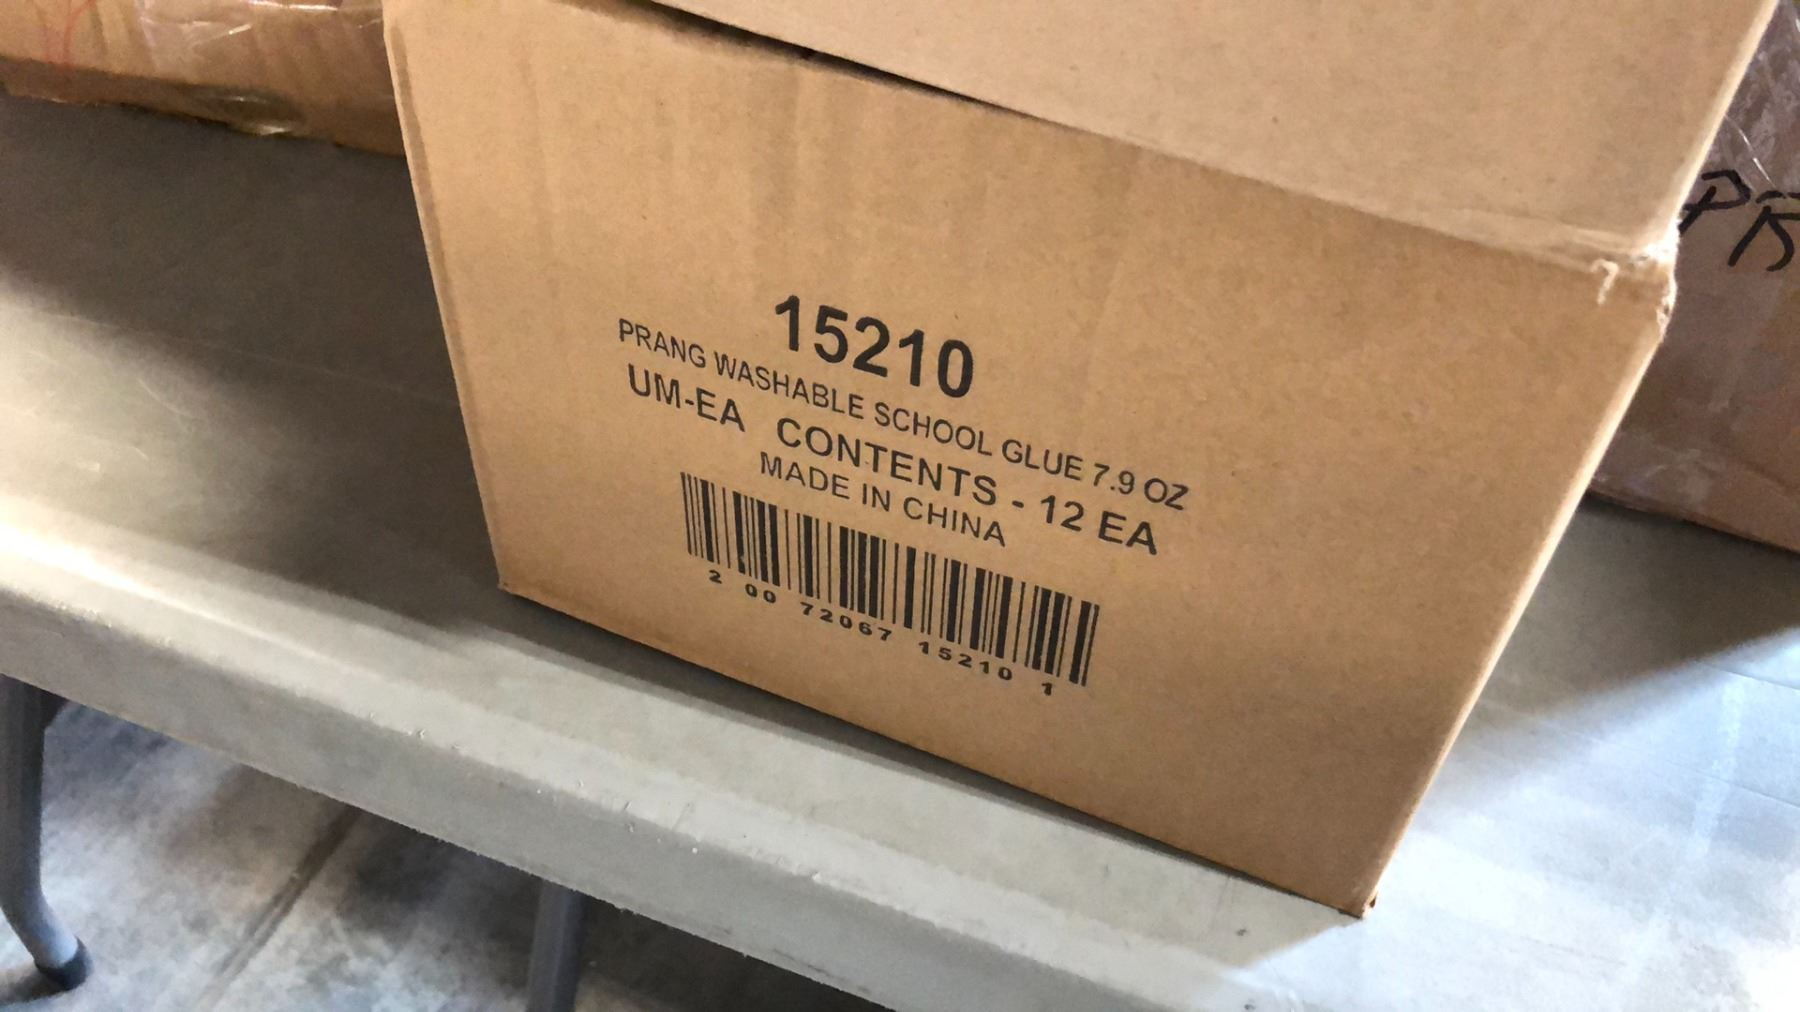 15210
PRANG WASHABLE SCHOOL GLUE 7.9 OZ
UM-EA CONTENTS - 12 EA
MADE IN CHINA
2 00 72067 15210 1